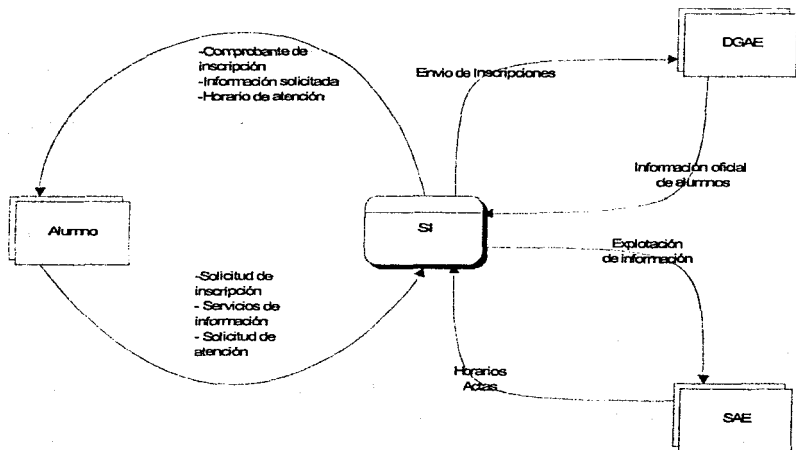 -Comprobante de
inscripción
-Información solicitada
-Horario de atención
Envío de Inscripciones
DGAE
Información oficial
de alumnos
Alumno
SI
Explotación
de información
-Solicitud de
inscripción
- Servicios de
información
- Solicitud de
atención
Horarios
Actas
SAE